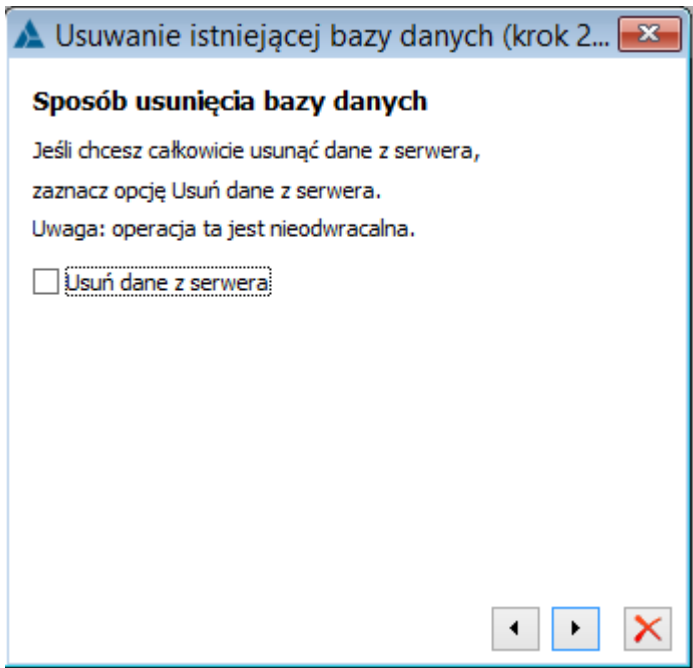 Usuwanie istniejącej bazy danych (krok 2...
Sposób usunięcia bazy danych
Jeśli chcesz całkowicie usunąć dane z serwera,
zaznacz opcję Usuń dane z serwera.
Uwaga: operacja ta jest nieodwracalna.
Usuń dane z serwera